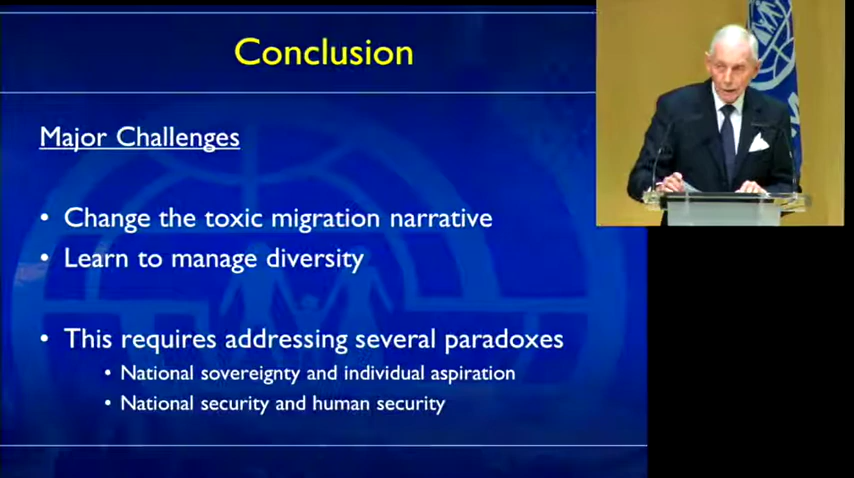 Conclusion
Major Challenges
• Change the toxic migration narrative
• Learn to manage diversity
• This requires addressing several paradoxes
• National sovereignty and individual aspiration
• National security and human security